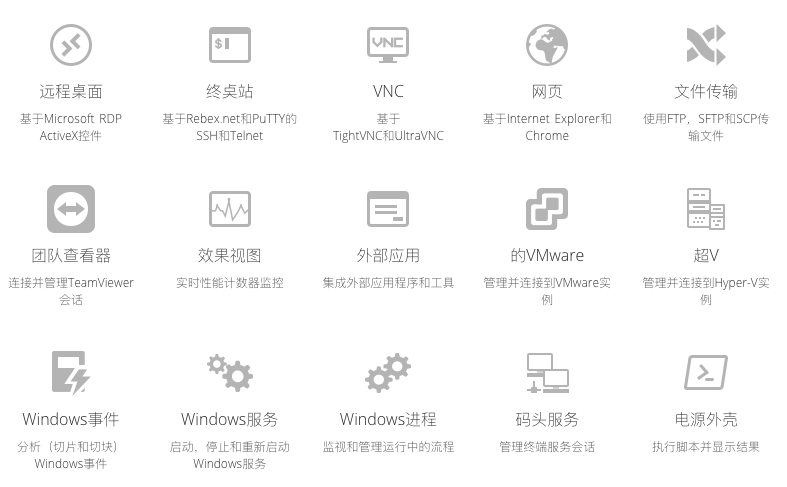 $
VNC
远程桌面
终点站
VNC
网页
文件传输
基于Microsoft RDP
ActiveX控件
基于Rebex.net和PuTTY的
SSH和Telnet
基于
TightVNC和UltraVNC
基于Internet Explorer和
Chrome
使用FTP，SFTP和SCP传
输文件
团队查看器
效果视图
外部应用
的VMware
超V
连接并管理TeamViewer
会话
实时性能计数器监控
集成外部应用程序和工具
管理并连接到VMware实
例
管理并连接到Hyper-V实
例
Windows事件
Windows服务
Windows进程
码头服务
电源外壳
分析（切片和切块）
Windows事件
启动，停止和重新启动
Windows服务
监视和管理运行中的流程
管理终端服务会话
执行脚本并显示结果